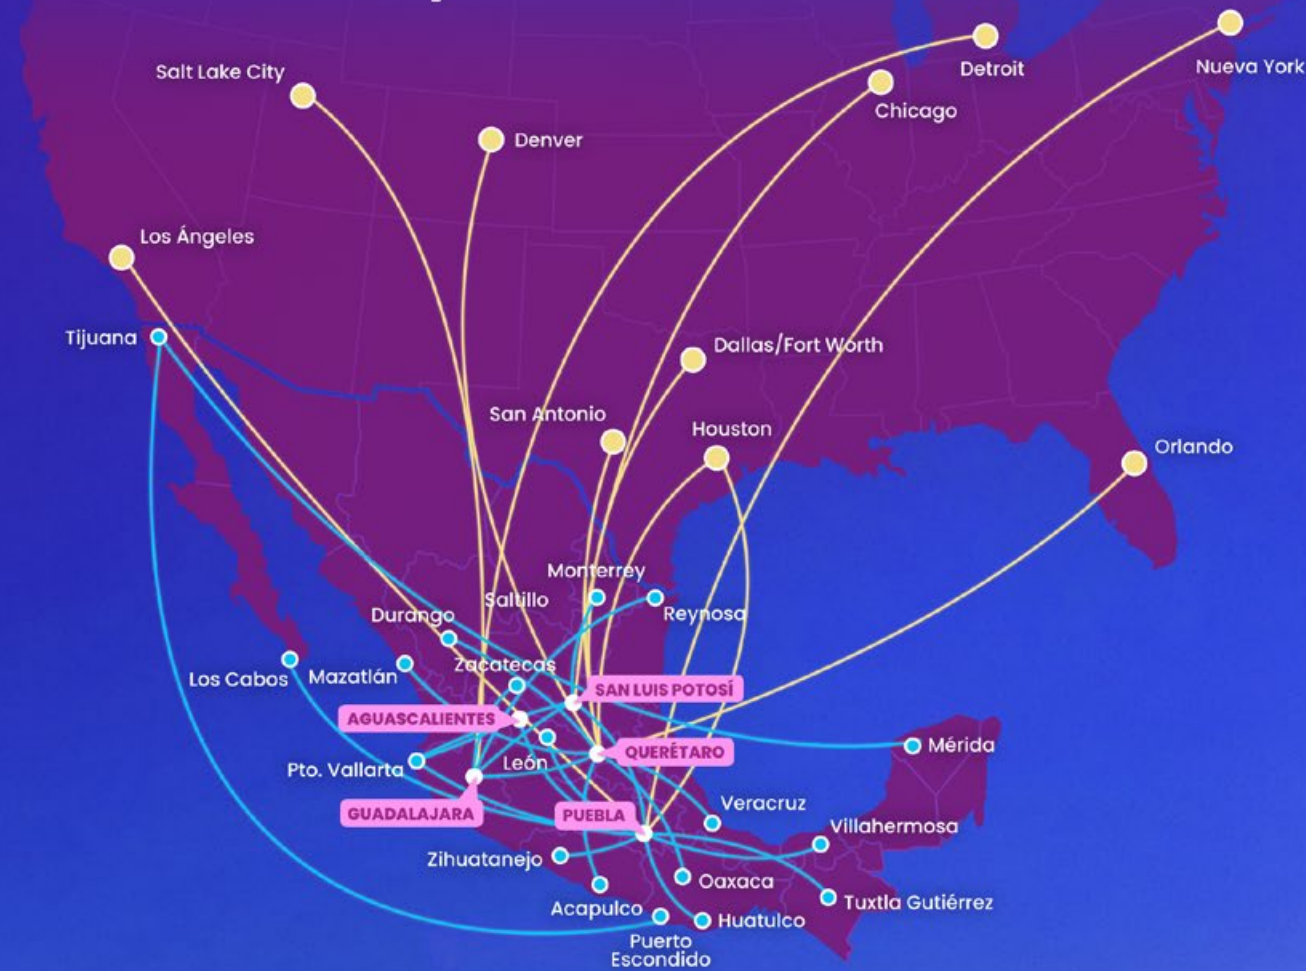 Salt Lake City
Denver
Detroit
Chicago
Nueva York
Los Ángeles
Tijuana
Dallas/Fort Worth
San Antonio
Houston
Orlando
Monterrey
Saltillo
Reynosa
Durango
Zacatecas
Los Cabos
Mazatlán
SAN LUIS POTOSÍ
AGUASCALIENTES
QUERÉTARO
León
Pto. Vallarta
Mérida
GUADALAJARA
PUEBLA
Veracruz
Villahermosa
Zihuatanejo
Oaxaca
Tuxtla Gutiérrez
Acapulco
Huatulco
Puerto
Escondido